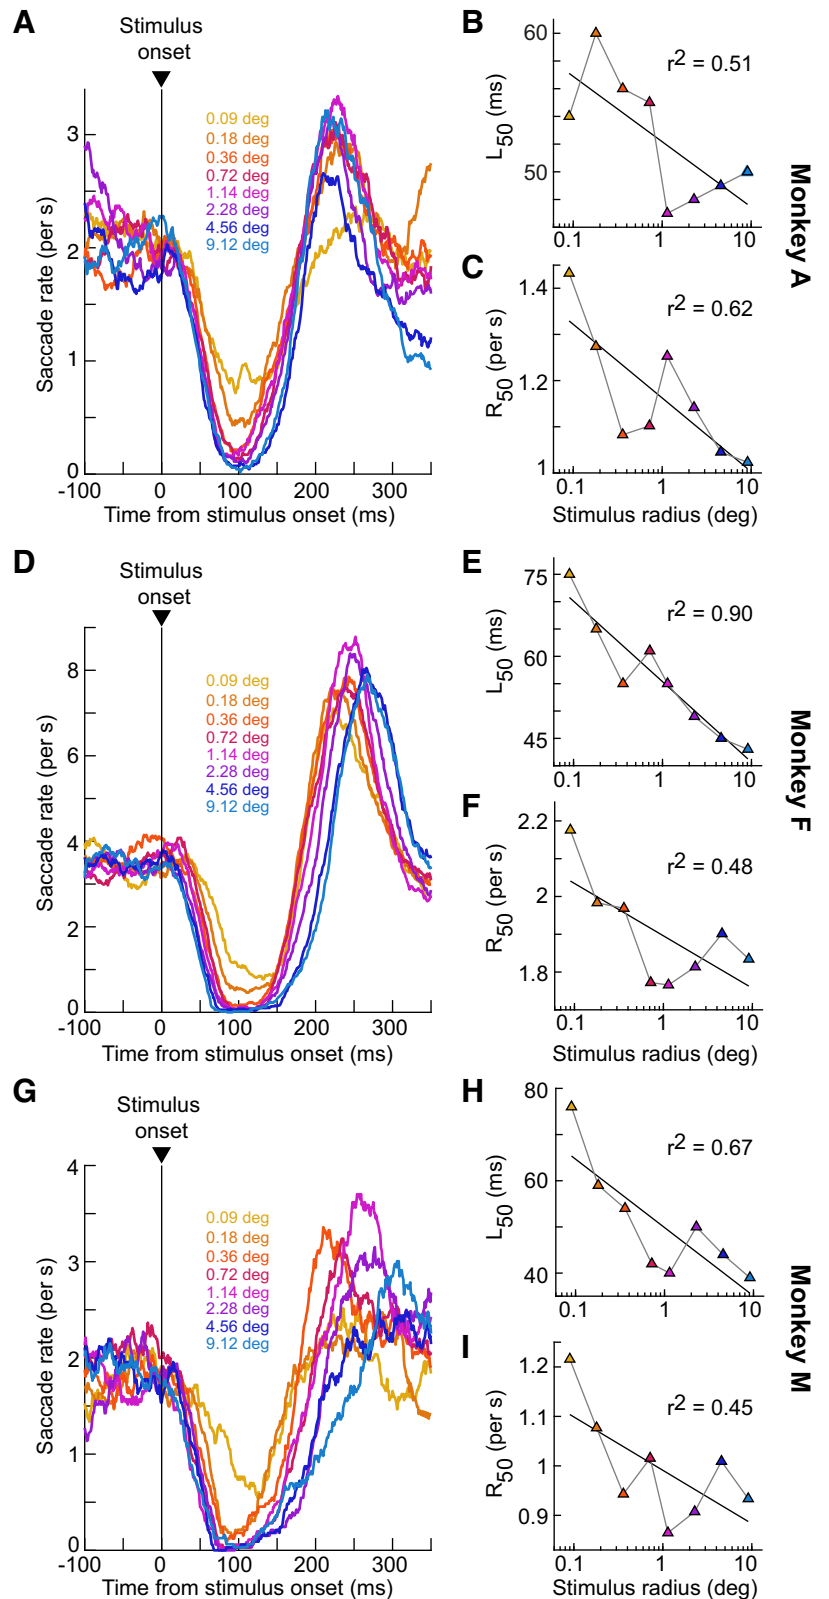 A
Stimulus
onset
Saccade rate (per s)
3
2
1
0
0.09 deg
0.18 deg
0.36 deg
0.72 deg
1.14 deg
2.28 deg
4.56 deg
9.12 deg
-100
0
100
200
300
Time from stimulus onset (ms)
B
L50 (ms)
60
50
r2 = 0.51
0.1
1
10
C
R50 (per s)
1.4
1.2
1
r2 = 0.62
0.1
1
10
Stimulus radius (deg)
Monkey A
D
Stimulus
onset
Saccade rate (per s)
8
6
4
2
0
0.09 deg
0.18 deg
0.36 deg
0.72 deg
1.14 deg
2.28 deg
4.56 deg
9.12 deg
-100
0
100
200
300
Time from stimulus onset (ms)
E
L50 (ms)
75
60
45
r2 = 0.90
0.1
1
10
F
R50 (per s)
2.2
2
1.8
r2 = 0.48
0.1
1
10
Stimulus radius (deg)
Monkey F
G
Stimulus
onset
Saccade rate (per s)
4
3
2
1
0
0.09 deg
0.18 deg
0.36 deg
0.72 deg
1.14 deg
2.28 deg
4.56 deg
9.12 deg
-100
0
100
200
300
Time from stimulus onset (ms)
H
L50 (ms)
80
60
40
r2 = 0.67
0.1
1
10
I
R50 (per s)
1.2
1.1
1
0.9
r2 = 0.45
0.1
1
10
Stimulus radius (deg)
Monkey M